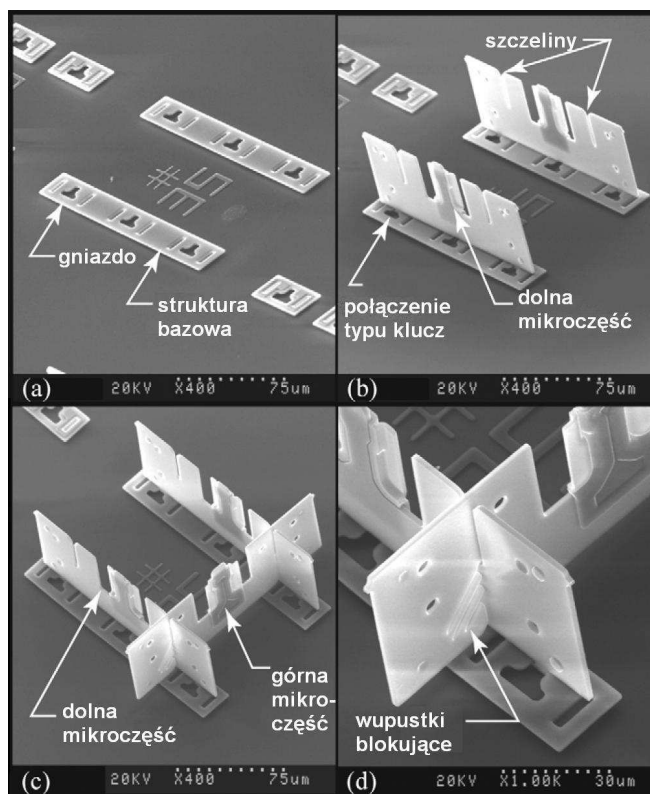 gniazdo
struktura
bazowa
(a)
20KV X400 75um
szczeliny
połączenie
typu klucz
dolna
mikroczęść
(b)
20KV X400 75um
#5
E
dolna
mikroczęść
górna
mikro-
część
(c)
20KV X400 75um
wupustki
blokujące
(d)
20KV X1.00K 30um